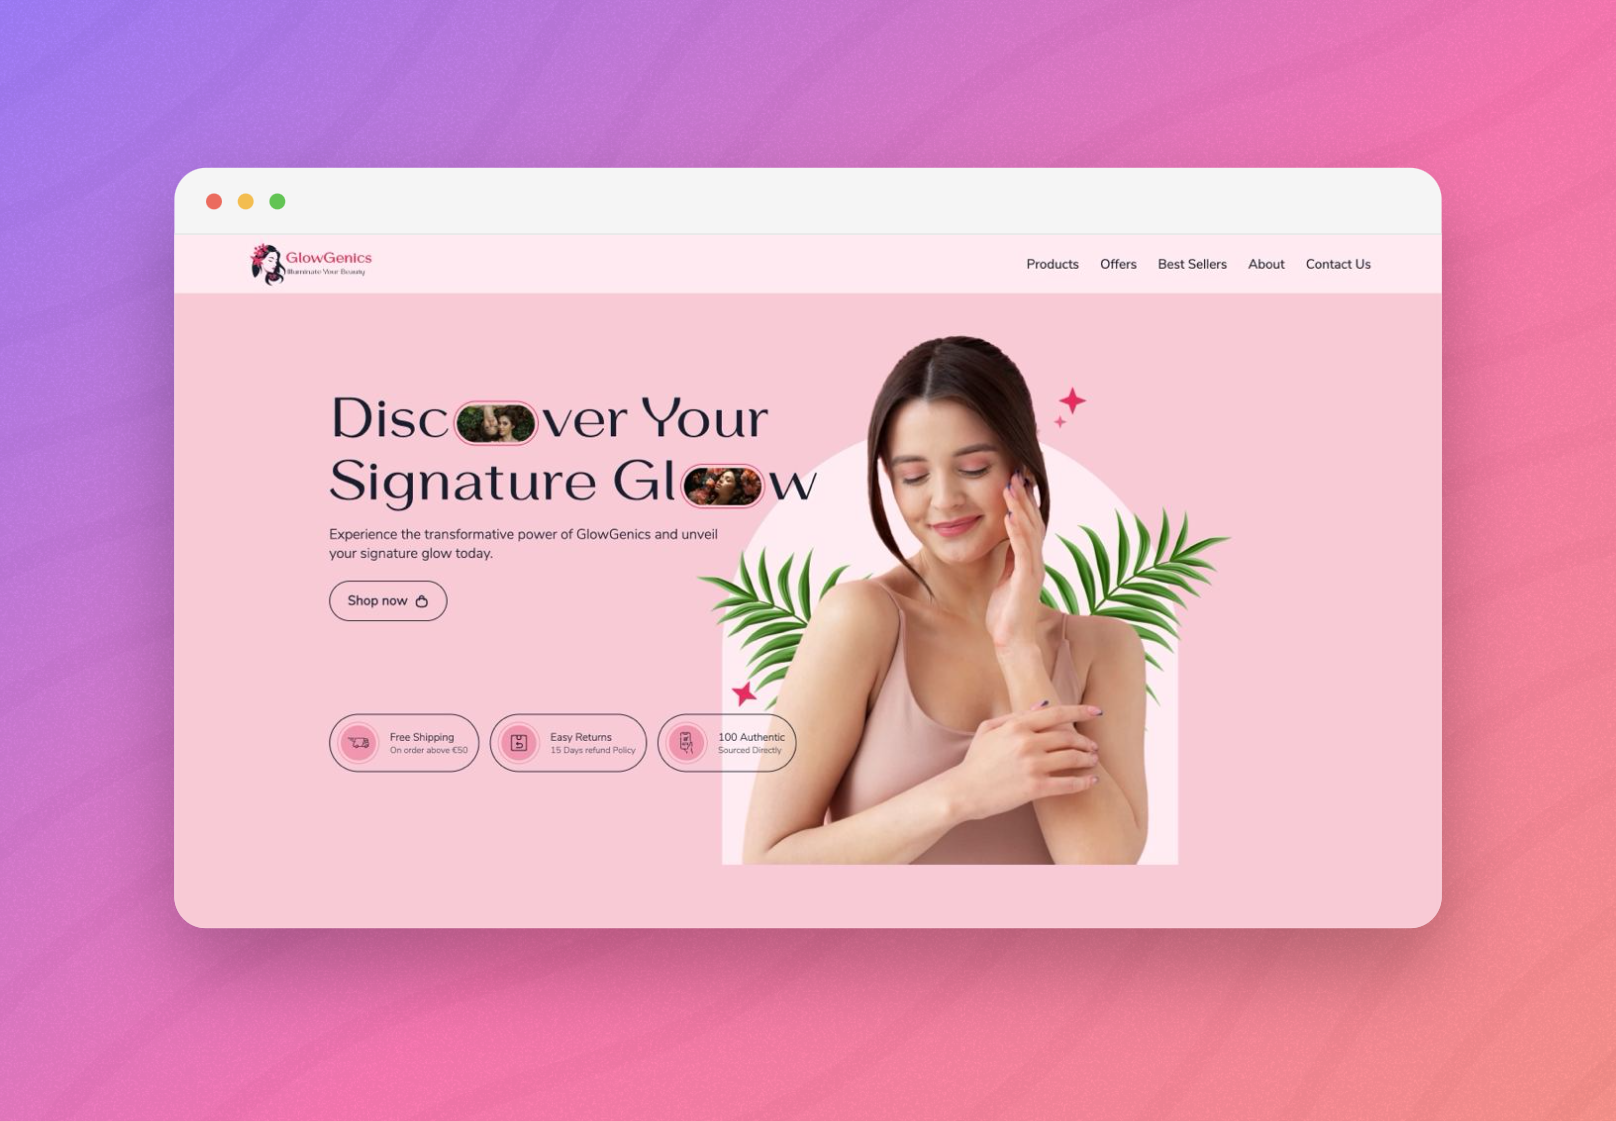 GlowGenics
Illuminate Your Beauty
Products Offers Best Sellers About Contact Us
Disc ver Your
Signature Gl w
Experience the transformative power of GlowGenics and unveil
your signature glow today.
Shop now
Free Shipping
On order above €50
Easy Returns
15 Days refund Policy
100 Authentic
Sourced Directly